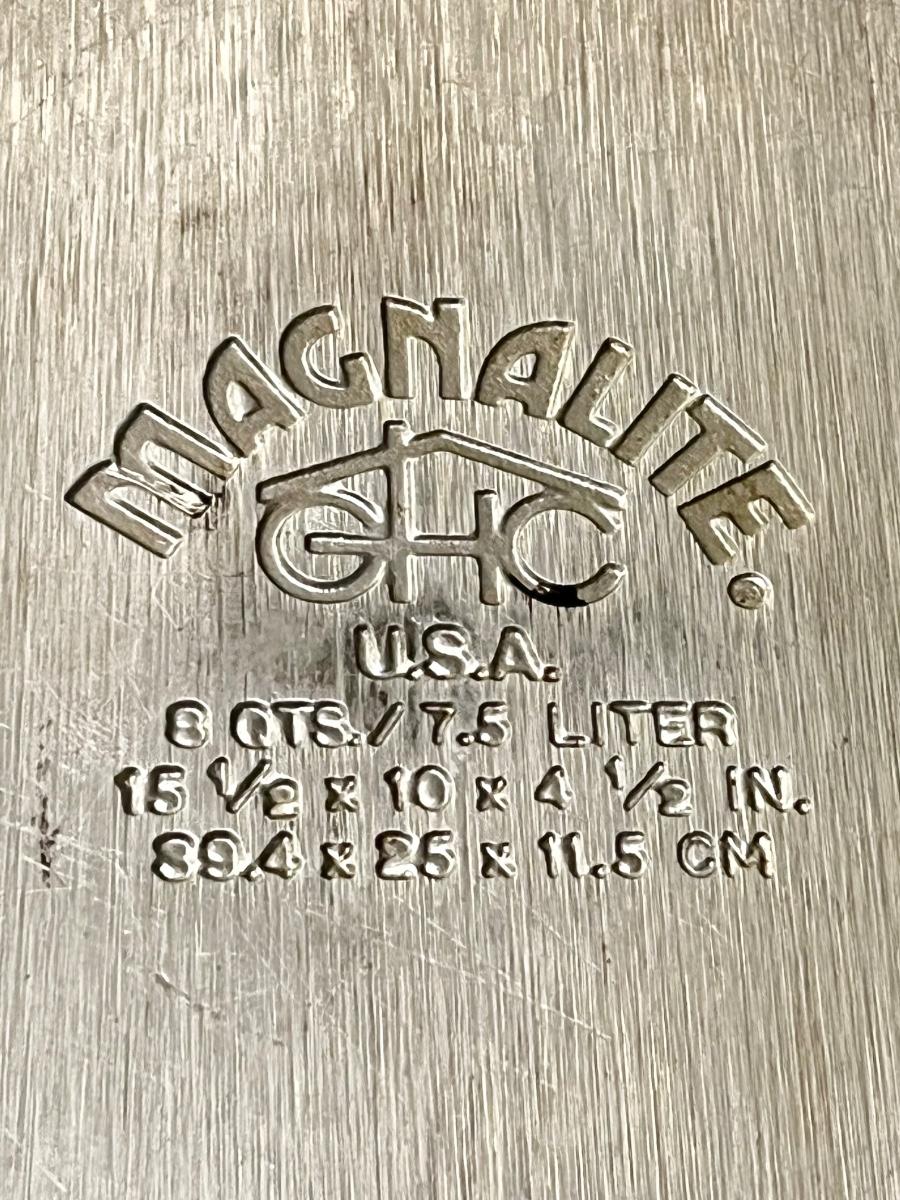 MAGNALITE.
GHC
U.S.A.
8 QTS./ 7.5 LITER
15 1/2 x 10 x 4 1/2 IN.
39.4 x 25 x 11.5 CM